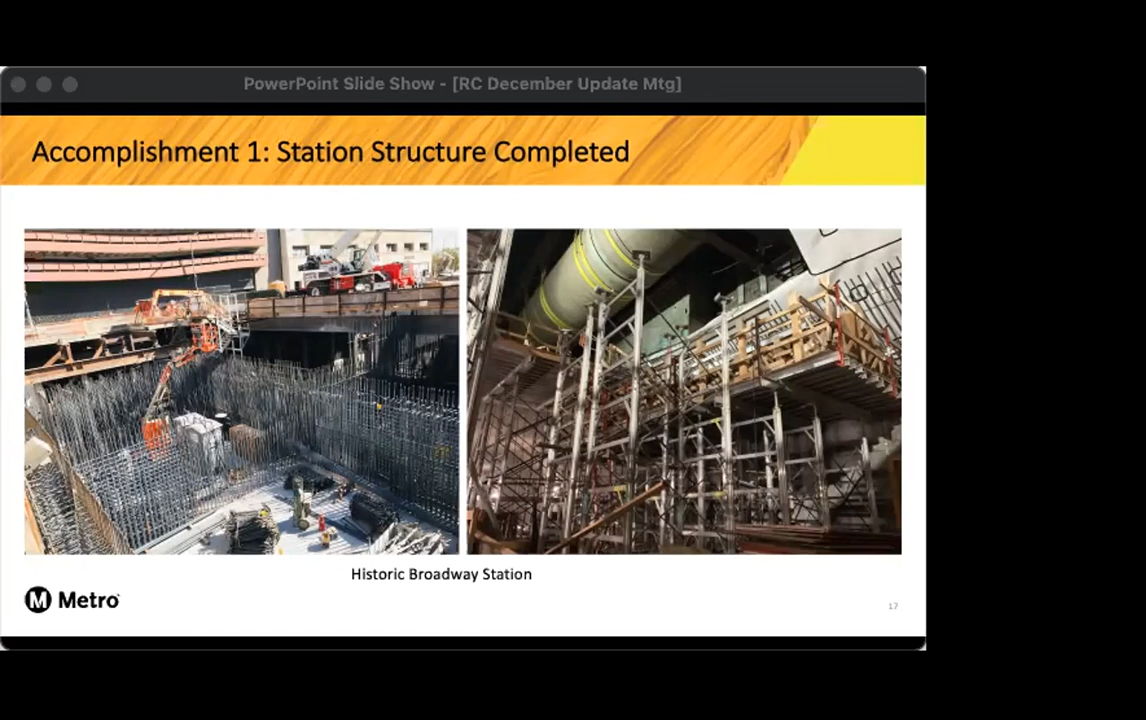 PowerPoint Slide Show - [RC December Update Mtg]
Accomplishment 1: Station Structure Completed
Historic Broadway Station
M Metro
17